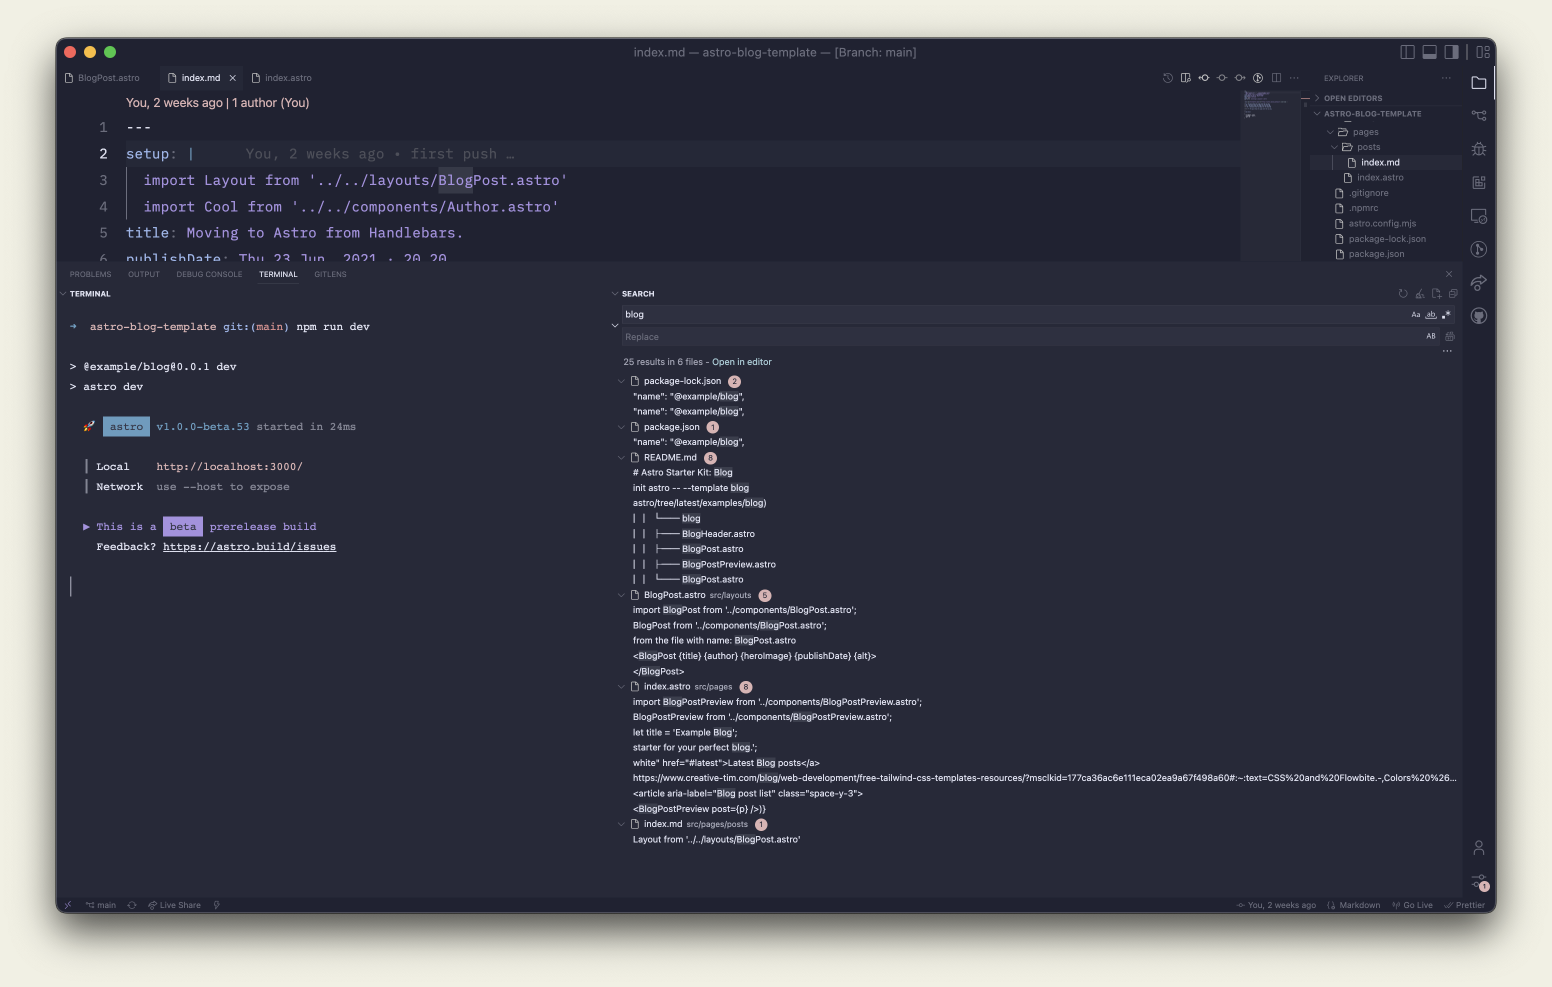 index.md — astro-blog-template — [Branch: main]
BlogPost.astro
index.md
index.astro
You, 2 weeks ago | 1 author (You)
1 ---
2 setup: | You, 2 weeks ago • first push …
3 import Layout from '../../layouts/BlogPost.astro'
4 import Cool from '../../components/Author.astro'
5 title: Moving to Astro from Handlebars.
6 publishDate: Thu 23 Jun, 2021 · 20.20
EXPLORER
OPEN EDITORS
ASTRO-BLOG-TEMPLATE
pages
posts
index.md
index.astro
.gitignore
.npmrc
astro.config.mjs
package-lock.json
package.json
PROBLEMS OUTPUT DEBUG CONSOLE TERMINAL GITLENS
TERMINAL
➜ astro-blog-template git:(main) npm run dev
> @example/blog@0.0.1 dev
> astro dev
🚀 astro v1.0.0-beta.53 started in 24ms
Local http://localhost:3000/
Network use --host to expose
▶ This is a beta prerelease build
Feedback? https://astro.build/issues
SEARCH
blog
Aa ab
Replace
AB
25 results in 6 files - Open in editor
package-lock.json 2
"name": "@example/blog",
"name": "@example/blog",
package.json 1
"name": "@example/blog",
README.md 8
# Astro Starter Kit: Blog
init astro -- --template blog
astro/tree/latest/examples/blog)
│ │ └── blog
│ │ ├── BlogHeader.astro
│ │ ├── BlogPost.astro
│ │ ├── BlogPostPreview.astro
│ │ └── BlogPost.astro
BlogPost.astro src/layouts 5
import BlogPost from '../components/BlogPost.astro';
BlogPost from '../components/BlogPost.astro';
from the file with name: BlogPost.astro
<BlogPost {title} {author} {heroImage} {publishDate} {alt}>
</BlogPost>
index.astro src/pages 8
import BlogPostPreview from '../components/BlogPostPreview.astro';
BlogPostPreview from '../components/BlogPostPreview.astro';
let title = 'Example Blog';
starter for your perfect blog.';
white" href="#latest">Latest Blog posts</a>
https://www.creative-tim.com/blog/web-development/free-tailwind-css-templates-resources/?msclkid=177ca36ac6e111eca02ea9a67f498a60#:~:text=CSS%20and%20Flowbite.-,Colors%20%26...
<article aria-label="Blog post list" class="space-y-3">
<BlogPostPreview post={p} />)}
index.md src/pages/posts 1
Layout from '../../layouts/BlogPost.astro'
1
main
Live Share
You, 2 weeks ago
Markdown
Go Live
Prettier